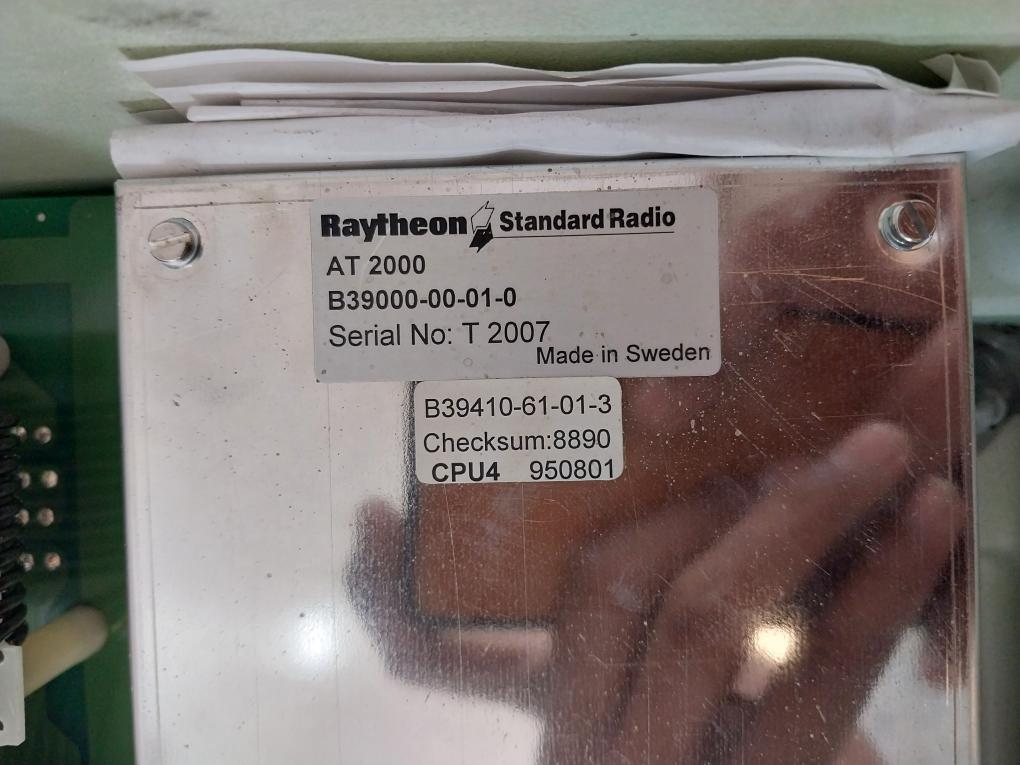 Raytheon Standard Radio
AT 2000
B39000-00-01-0
Serial No: T 2007
Made in Sweden
B39410-61-01-3
Checksum:8890
CPU4 950801